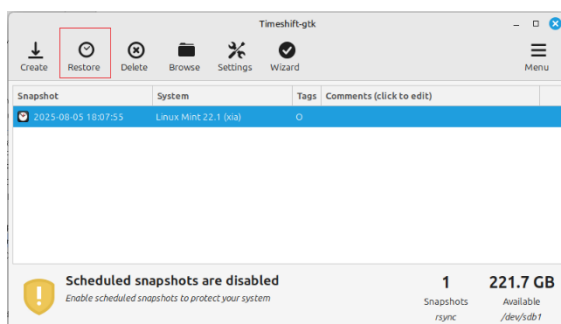 Timeshift-gtk
Create Restore Delete Browse Settings Wizard Menu
Snapshot System Tags Comments (click to edit)
2025-08-05 18:07:55 Linux Mint 22.1 (xia) O
Scheduled snapshots are disabled 1 221.7 GB
Enable scheduled snapshots to protect your system Snapshots Available
rsync /dev/sdb1